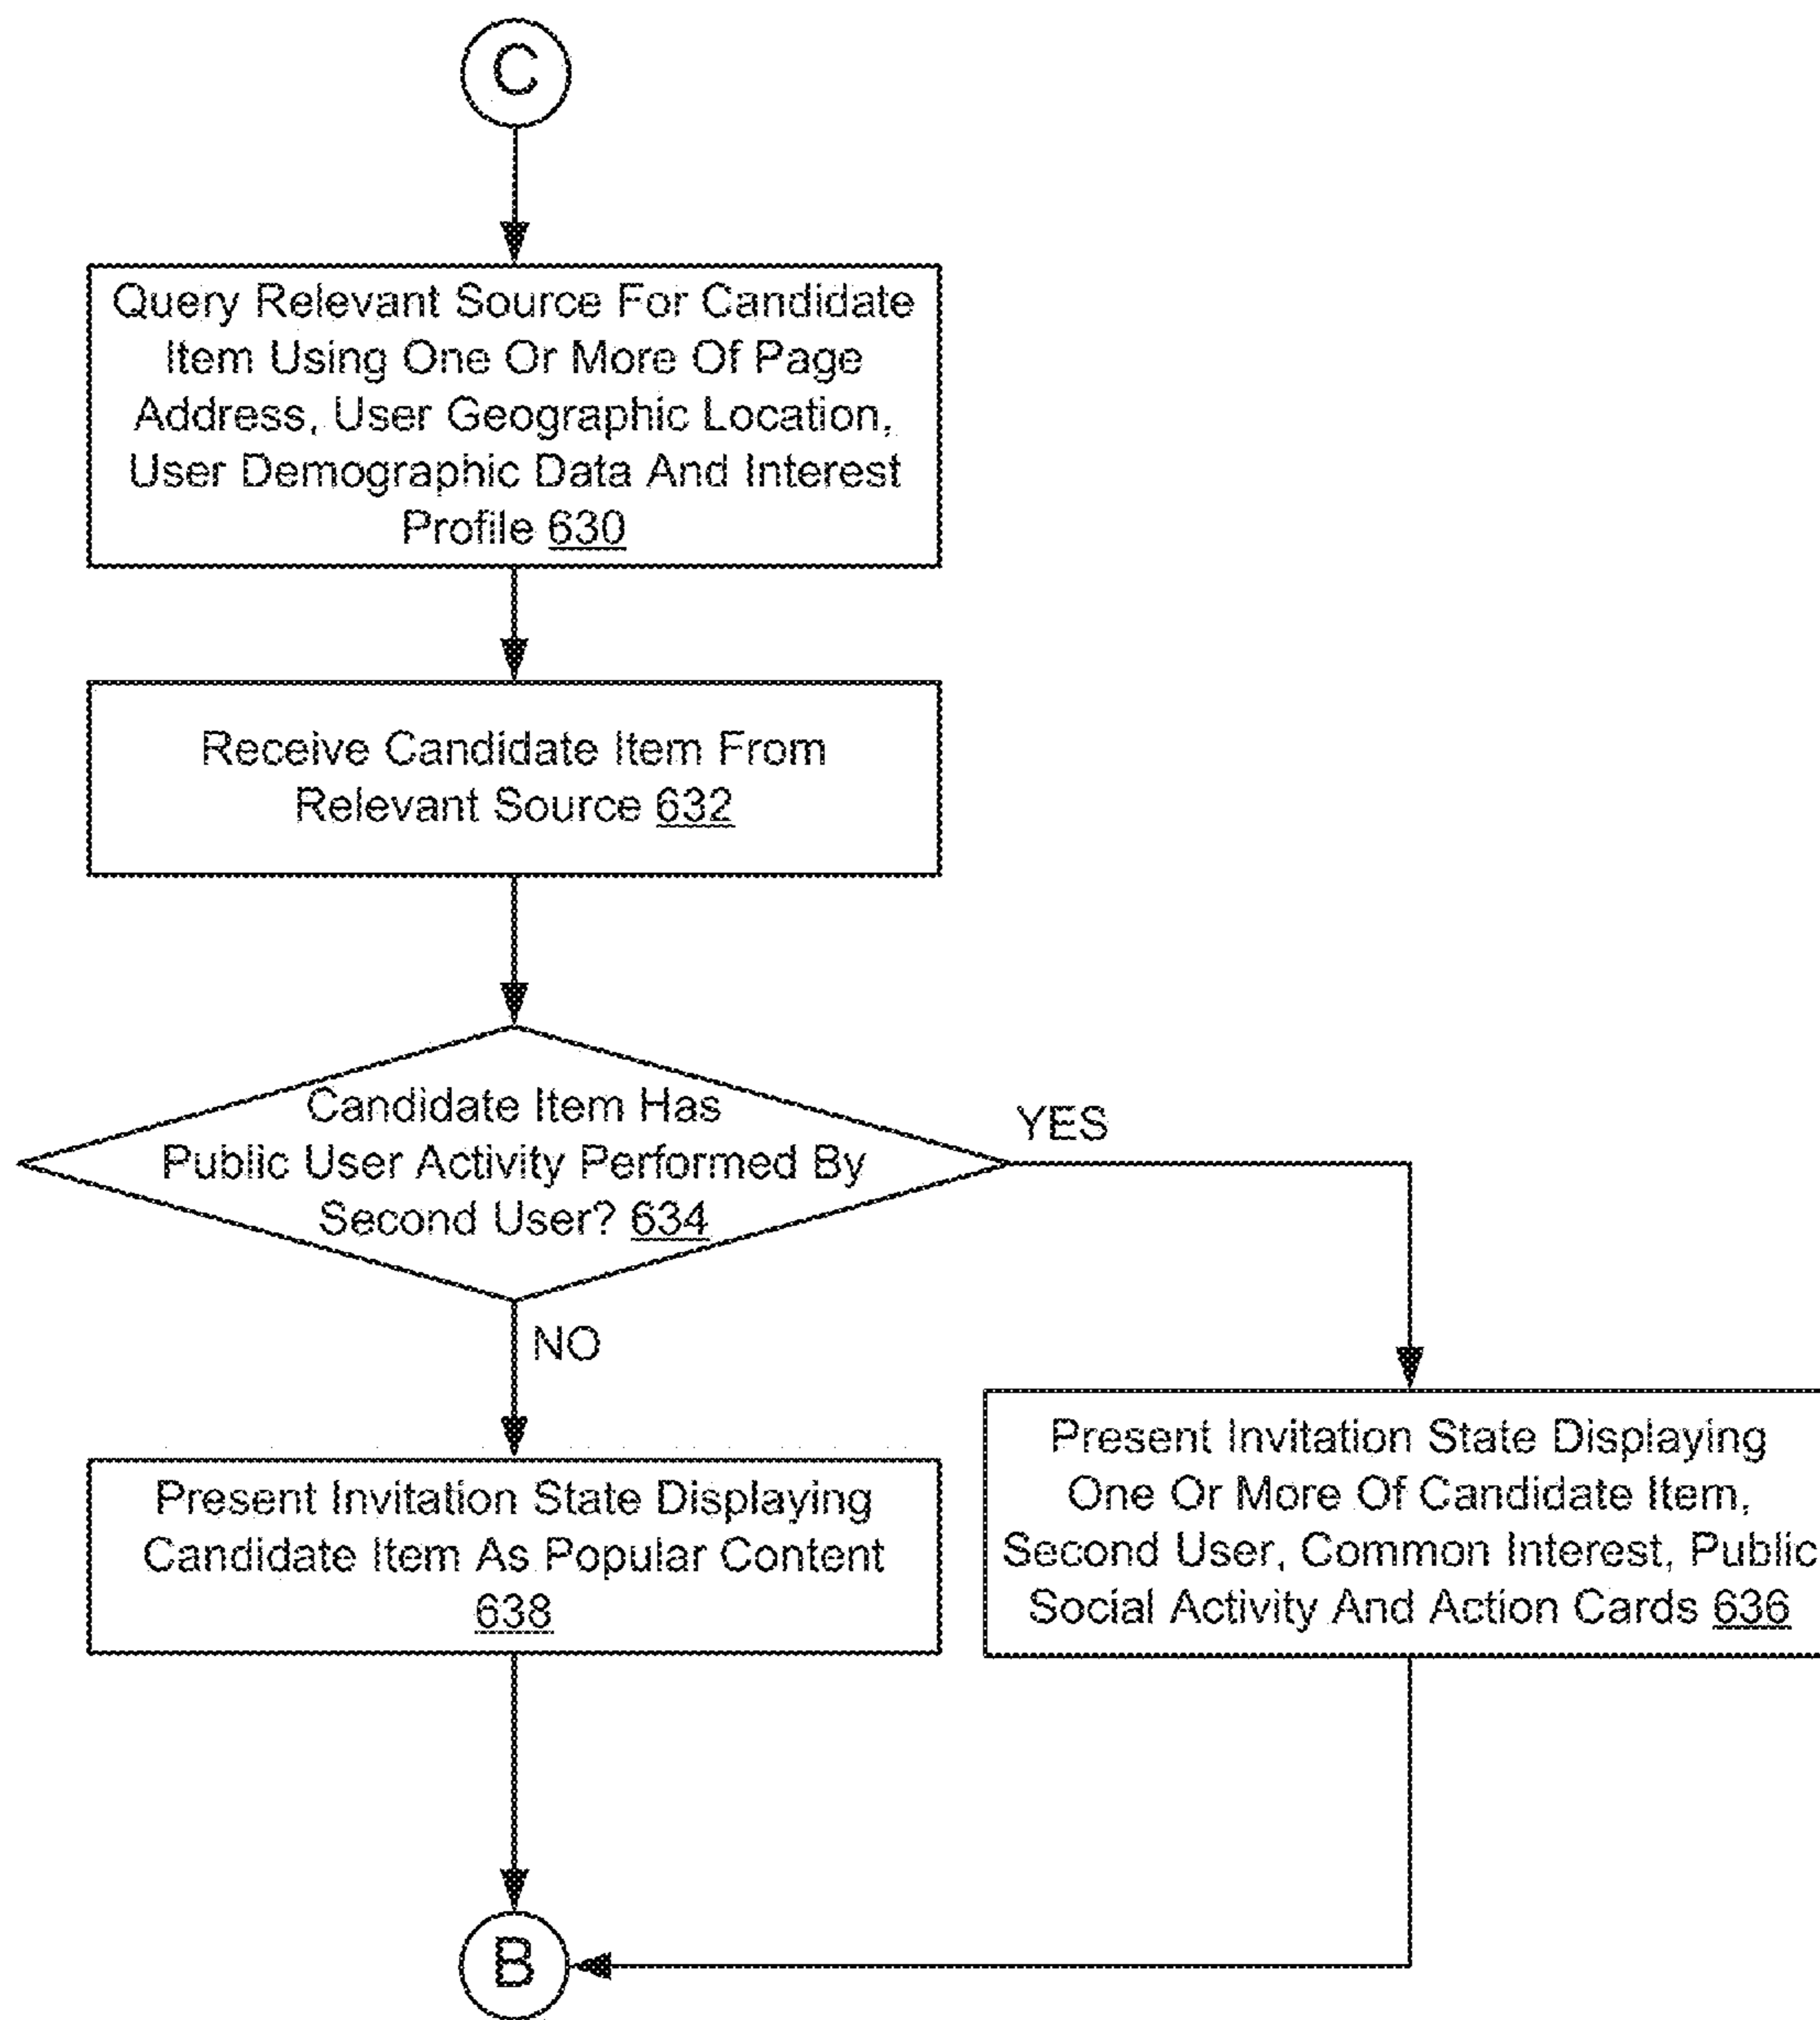 C
Query Relevant Source For Candidate
Item Using One Or More Of Page
Address, User Geographic Location,
User Demographic Data And Interest
Profile 630
Receive Candidate Item From
Relevant Source 632
Candidate Item Has
Public User Activity Performed By
Second User? 634
YES
NO
Present Invitation State Displaying
Candidate Item As Popular Content
638
Present Invitation State Displaying
One Or More Of Candidate Item,
Second User, Common Interest, Public
Social Activity And Action Cards 636
B